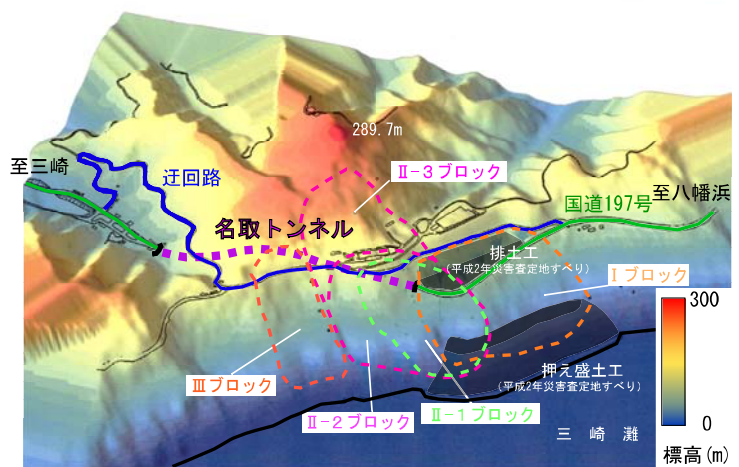 289.7m
至三崎
迂回路
Ⅱ-3ブロック
至八幡浜
国道197号
名取トンネル
排土工
(平成2年災害査定地すべり)
Ⅰブロック
300
Ⅲブロック
押え盛土工
(平成2年災害査定地すべり)
Ⅱ-2ブロック
Ⅱ-1ブロック
0
三崎灘
標高(m)